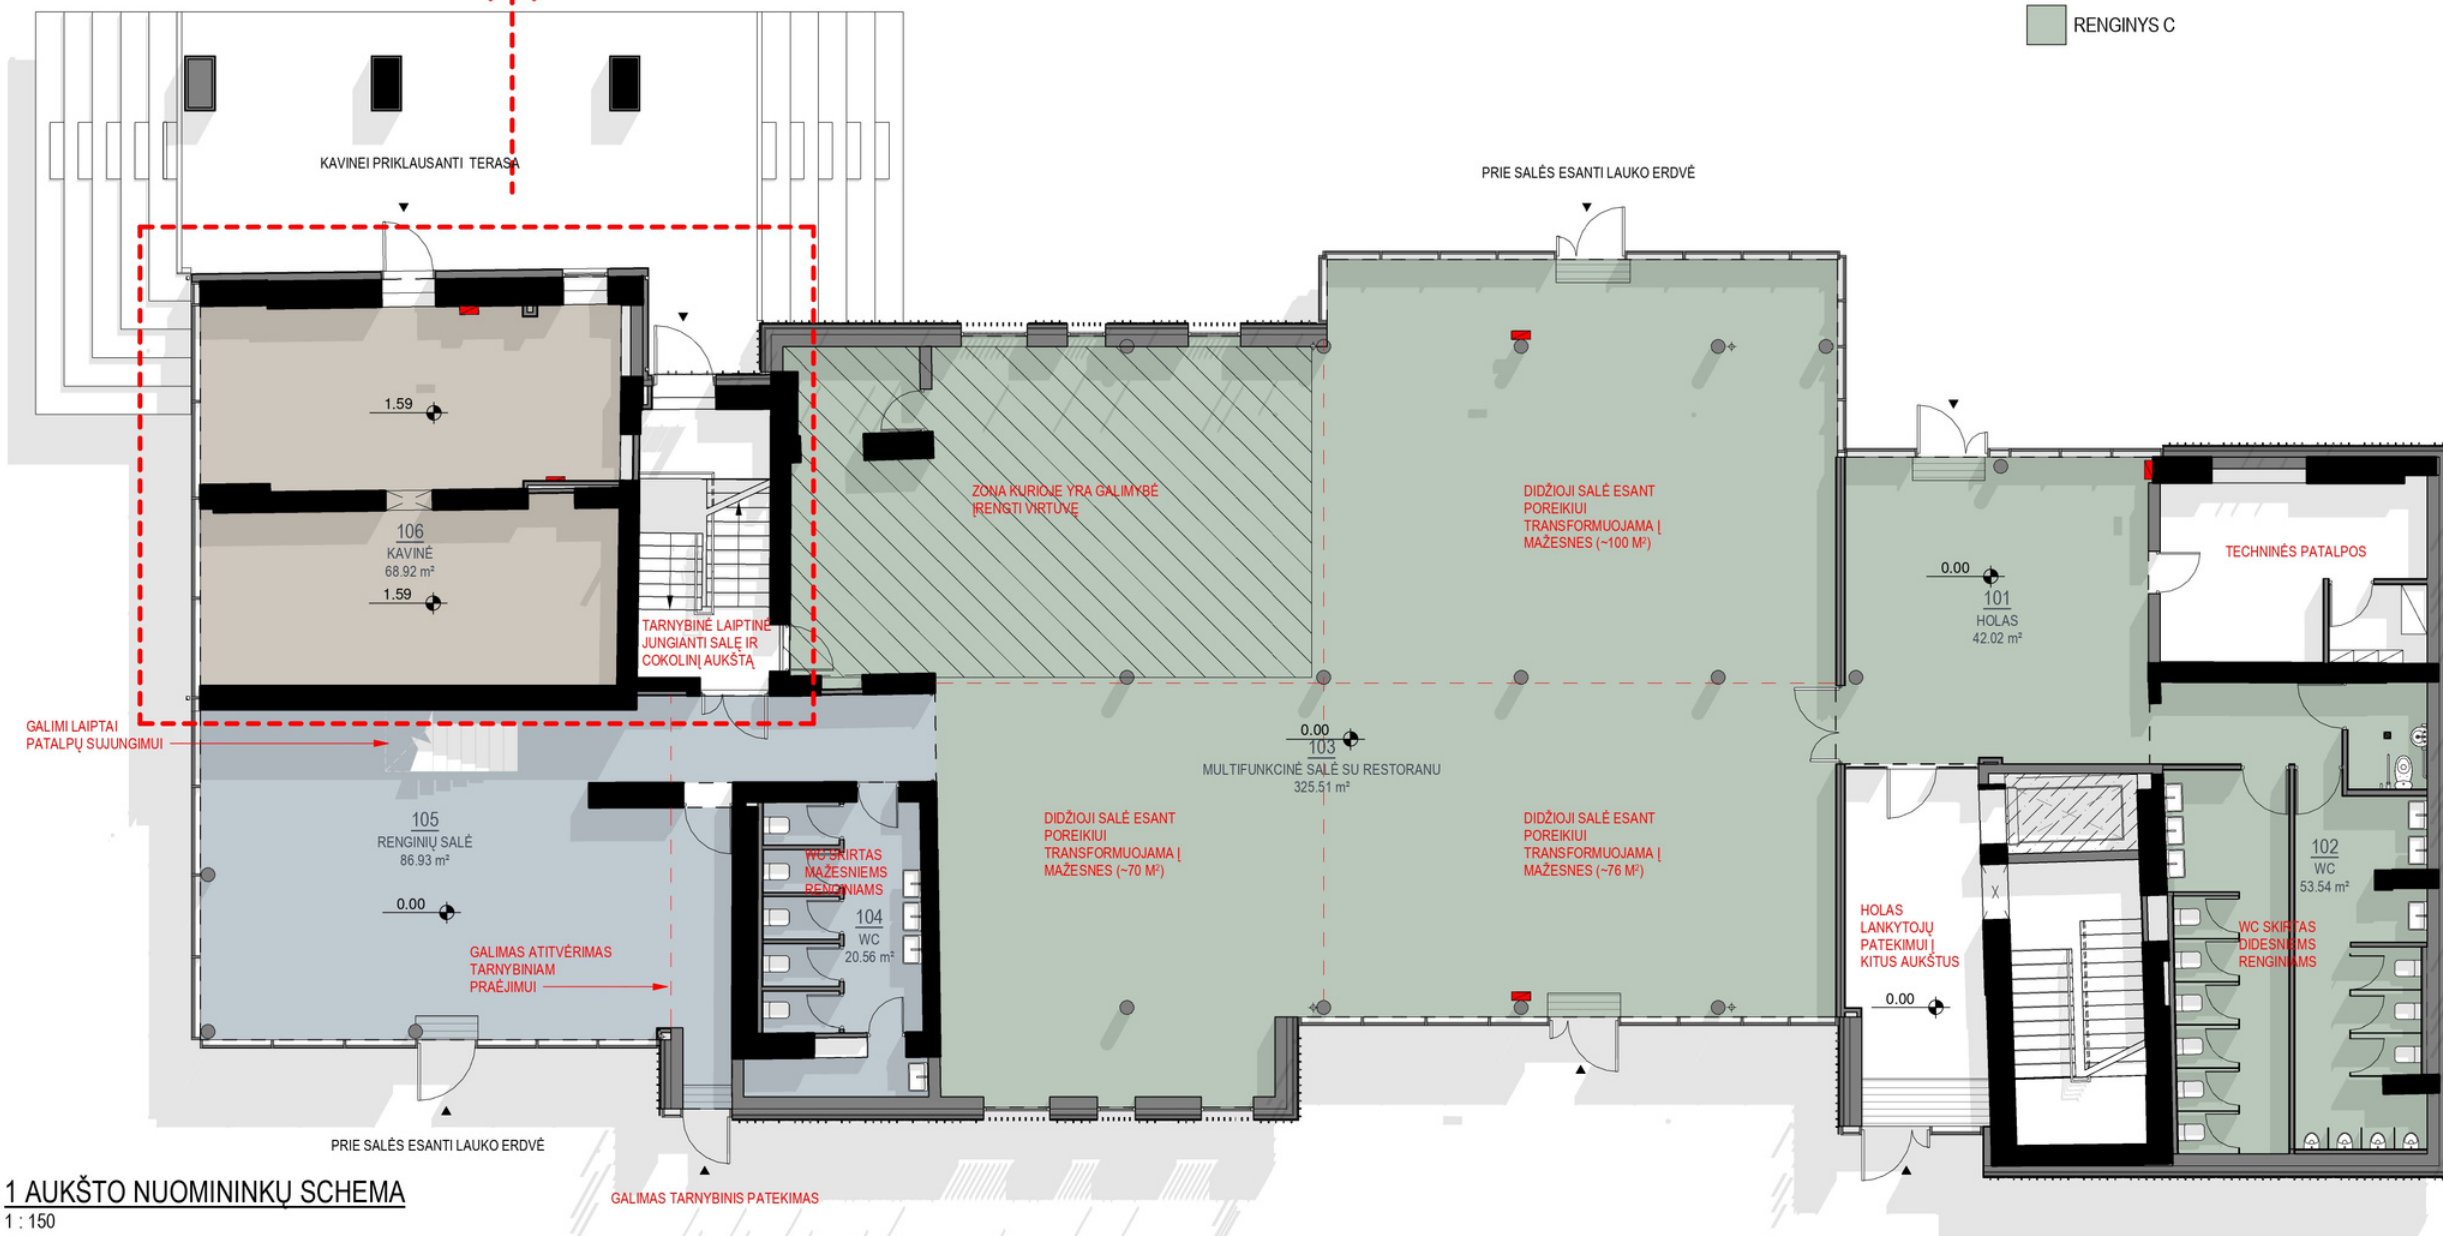 RENGINYS C
KAVINEI PRIKLAUSANTI TERASA
PRIE SALĖS ESANTI LAUKO ERDVĖ
1.59
106
KAVINĖ
68.92 m²
1.59
TARNYBINĖ LAIPTINĖ
JUNGIANTI SALĘ IR
COKOLINĮ AUKŠTĄ
ZONA KURIOJE YRA GALIMYBĖ
ĮRENGTI VIRTUVĘ
DIDŽIOJI SALĖ ESANT
POREIKIUI
TRANSFORMUOJAMA Į
MAŽESNES (~100 M²)
0.00
101
HOLAS
42.02 m²
TECHNINĖS PATALPOS
GALIMI LAIPTAI
PATALPŲ SUJUNGIMUI
0.00
103
MULTIFUNKCINĖ SALĖ SU RESTORANU
325.51 m²
105
RENGINIŲ SALĖ
86.93 m²
0.00
GALIMAS ATITVĖRIMAS
TARNYBINIAM
PRAĖJIMUI
WC SKIRTAS
MAŽESNIEMS
RENGINIAMS
104
WC
20.56 m²
DIDŽIOJI SALĖ ESANT
POREIKIUI
TRANSFORMUOJAMA Į
MAŽESNES (~70 M²)
DIDŽIOJI SALĖ ESANT
POREIKIUI
TRANSFORMUOJAMA Į
MAŽESNES (~76 M²)
HOLAS
LANKYTOJŲ
PATEKIMUI Į
KITUS AUKŠTUS
0.00
X
102
WC
53.54 m²
WC SKIRTAS
DIDESNIEMS
RENGINIAMS
PRIE SALĖS ESANTI LAUKO ERDVĖ
GALIMAS TARNYBINIS PATEKIMAS
1 AUKŠTO NUOMININKŲ SCHEMA
1 : 150